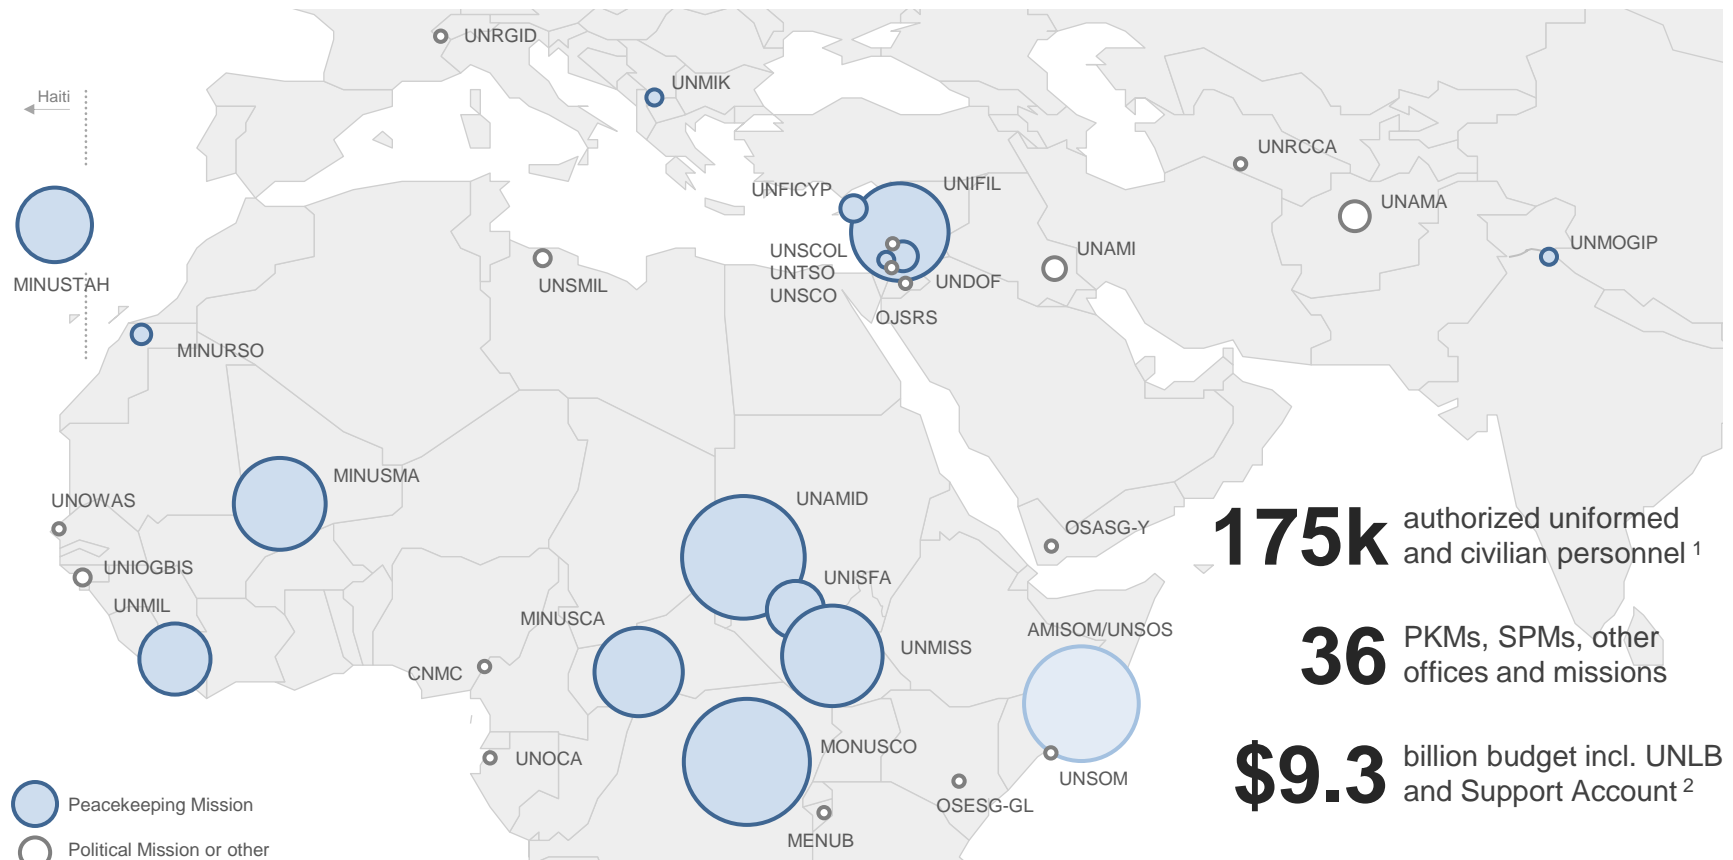 UNRGID
UNMIK
Haiti
UNRCCA
UNFICYP
UNIFIL
UNAMA
UNSCOL
UNAMI
UNMOGIP
MINUSTAH
UNSMIL
UNTSO
UNDOF
UNSCO
OJSRS
MINURSO
MINUSMA
UNOWAS
UNAMID
OSASG-Y
175k
authorized uniformed
and civilian personnel 1
UNIOGBIS
UNISFA
UNMIL
MINUSCA
AMISOM/UNSOS
36
PKMs, SPMs, other
offices and missions
UNMISS
CNMC
MONUSCO
UNOCA
UNSOM
$9.3
billion budget incl. UNLB
and Support Account 2
OSESG-GL
MENUB
Peacekeeping Mission
Political Mission or other